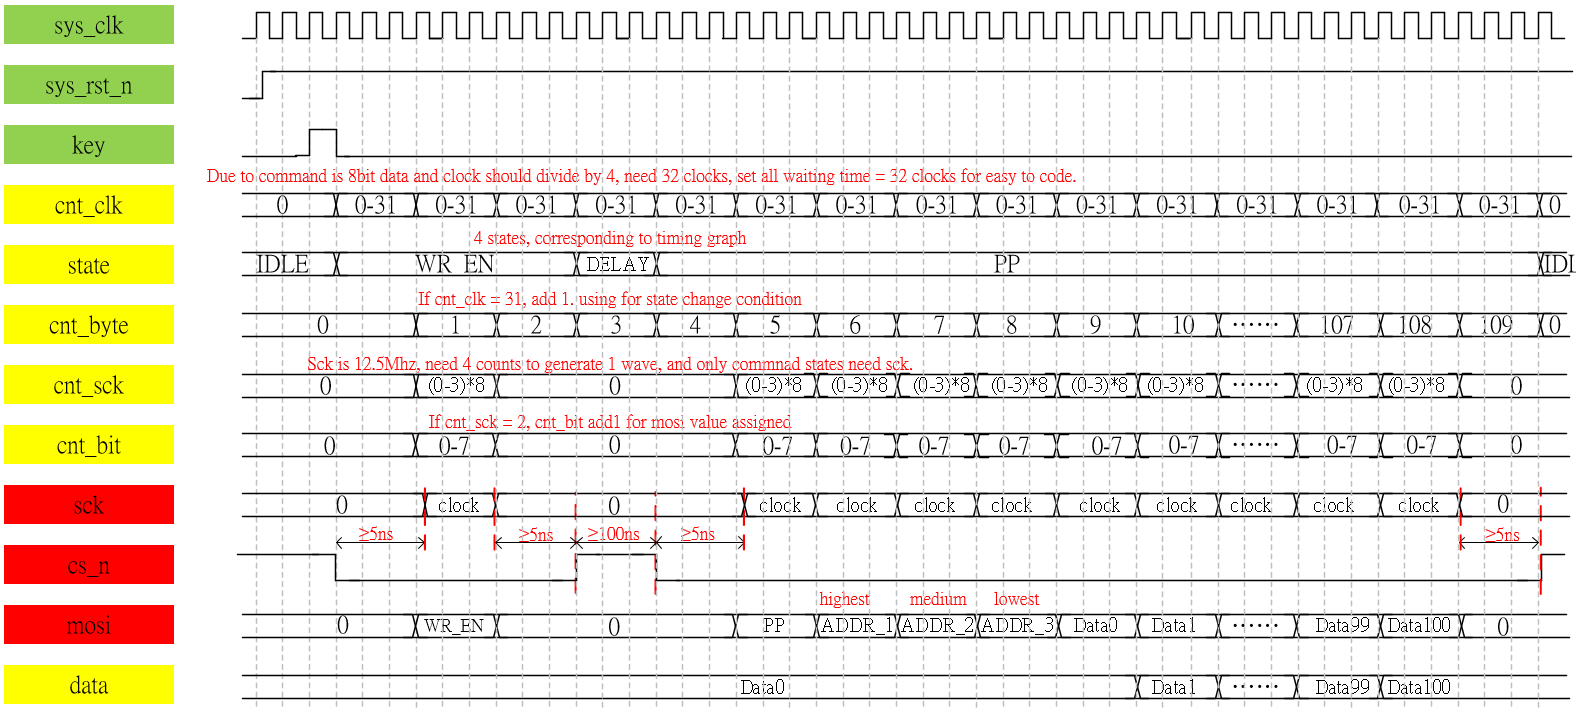 sys_clk
sys_rst_n
key
Due to command is 8bit data and clock should divide by 4, need 32 clocks, set all waiting time = 32 clocks for easy to code.
cnt_clk 0 0-31 0-31 0-31 0-31 0-31 0-31 0-31 0-31 0-31 0-31 0-31 0-31 0-31 0-31 0-31 0
4 states, corresponding to timing graph
state IDLE WR_EN DELAY PP IDL
If cnt_clk = 31, add 1. using for state change condition
cnt_byte 0 1 2 3 4 5 6 7 8 9 10 ...... 107 108 109 0
Sck is 12.5Mhz, need 4 counts to generate 1 wave, and only commnad states need sck.
cnt_sck 0 (0-3)*8 0 (0-3)*8 (0-3)*8 (0-3)*8 (0-3)*8 (0-3)*8 (0-3)*8 ...... (0-3)*8 (0-3)*8 0
If cnt_sck = 2, cnt_bit add1 for mosi value assigned
cnt_bit 0 0-7 0 0-7 0-7 0-7 0-7 0-7 0-7 ...... 0-7 0-7 0
sck 0 clock 0 clock clock clock clock clock clock clock clock clock 0
≥5ns ≥5ns ≥100ns ≥5ns ≥5ns
cs_n
highest medium lowest
mosi 0 WR_EN 0 PP ADDR_1 ADDR_2 ADDR_3 Data0 Data1 ...... Data99 Data100 0
data Data0 Data1 ...... Data99 Data100